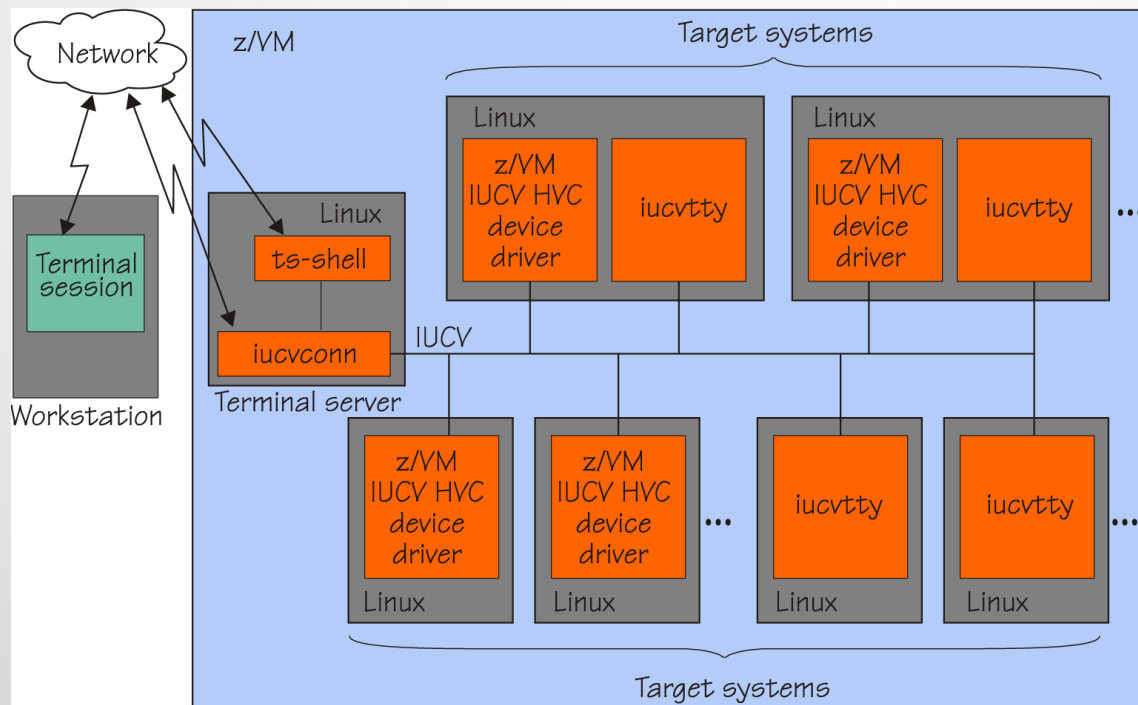 Network
z/VM
Target systems
Linux
z/VM
IUCV HVC
device
driver
iucvtty
Linux
z/VM
IUCV HVC
device
driver
iucvtty
...
Linux
ts-shell
iucvconn
Terminal server
IUCV
Terminal
session
Workstation
z/VM
IUCV HVC
device
driver
Linux
z/VM
IUCV HVC
device
driver
Linux
...
iucvtty
Linux
iucvtty
Linux
...
Target systems